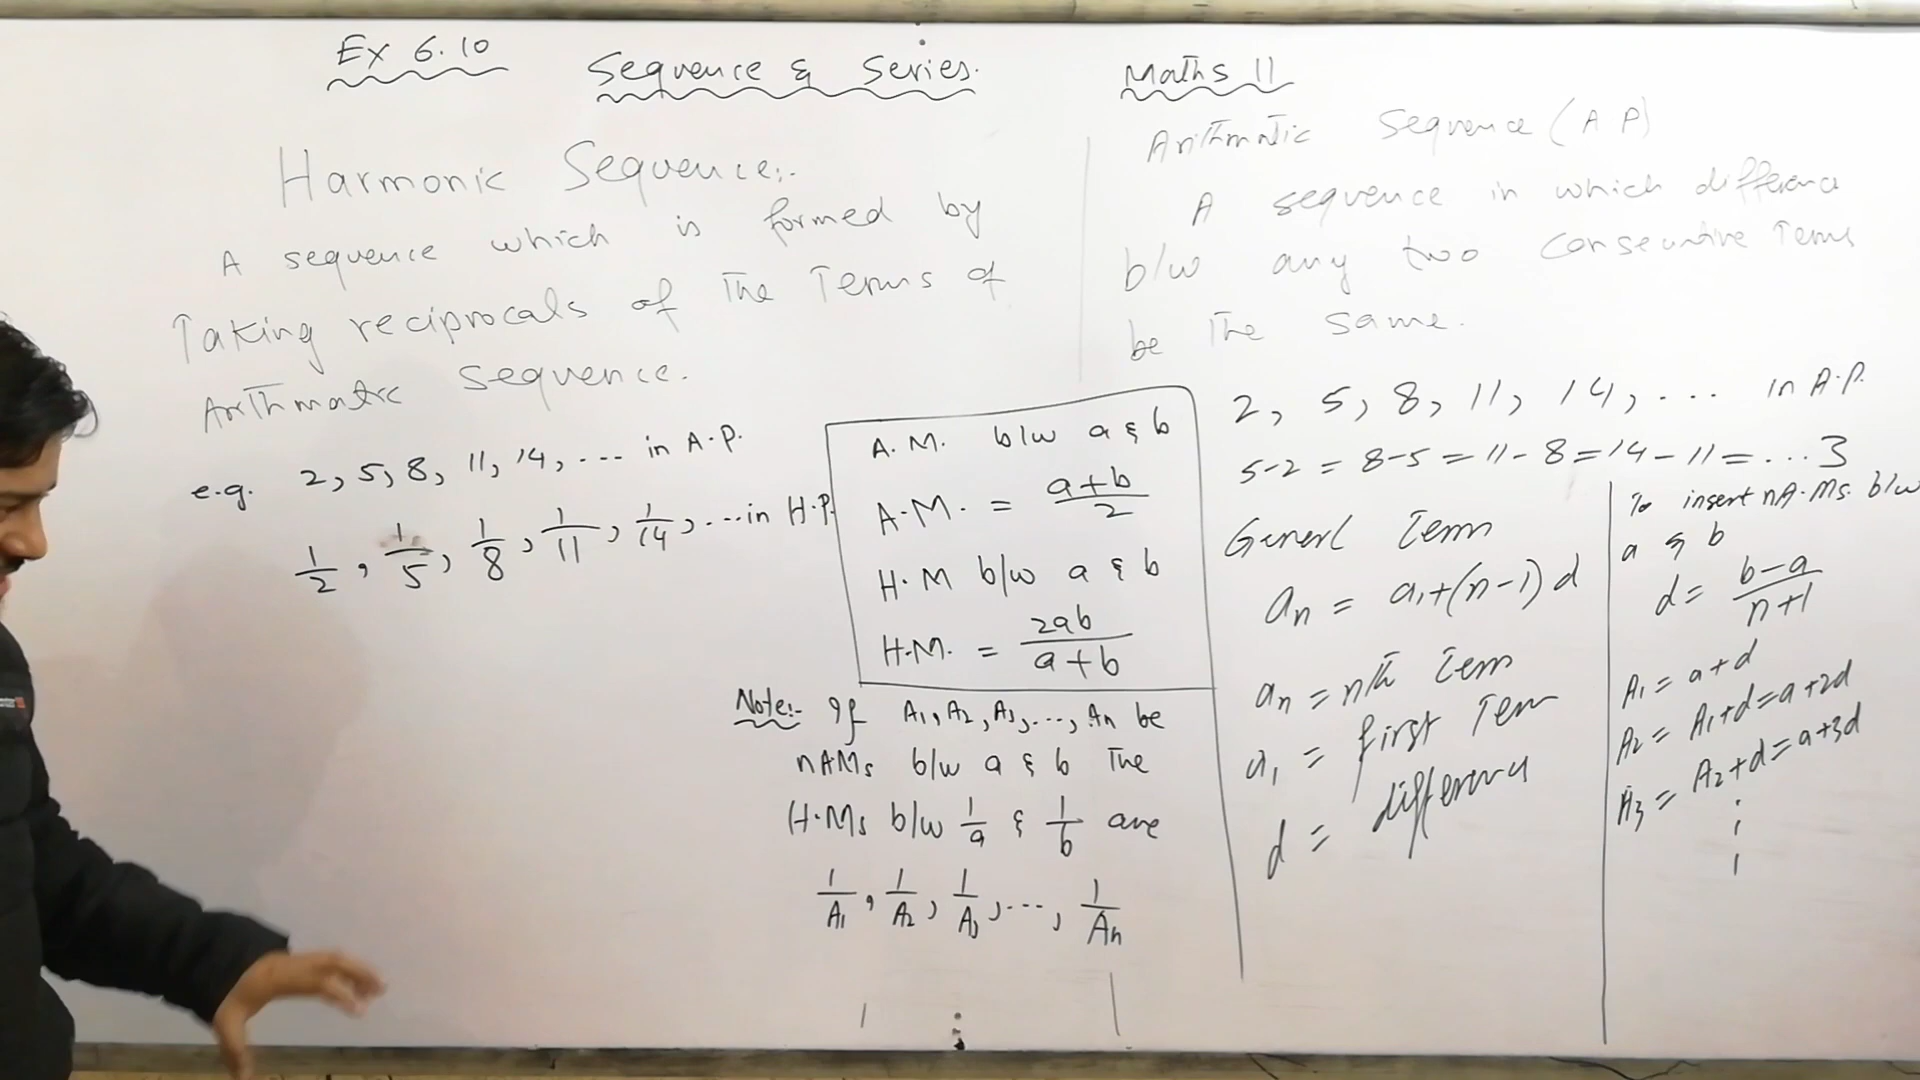 Ex 6.10
Sequence & Series.
Maths 11
Harmonic Sequence:-
A sequence which is formed by
Taking reciprocals of The Terms of
Arithmatic sequence.
e.g. 2, 5, 8, 11, 14, ... in A.P.
1/2, 1/5, 1/8, 1/11, 1/14, ... in H.P.
A.M. b/w a & b
A.M. = a+b/2
H.M b/w a & b
H.M. = 2ab/a+b
Note:- If A1, A2, A3, ..., An be
nAMs b/w a & b The
H.Ms b/w 1/a & 1/b are
1/A1, 1/A2, 1/A3, ..., 1/An
Arithmatic Sequence (A P)
A sequence in which difference
b/w any two consecutive Terms
be The same.
2, 5, 8, 11, 14, ... in A.P.
5-2 = 8-5 = 11-8 = 14-11 = ... 3
Generl Term
an = a1+(n-1)d
an = nth Term
a1 = first Term
d = difference
To insert nA.Ms. b/w
a & b
d = b-a/n+1
A1 = a+d
A2 = A1+d = a+2d
A3 = A2+d = a+3d